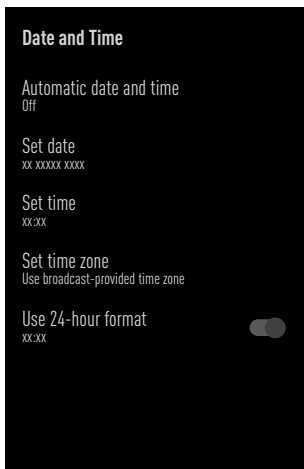 Date and Time
Automatic date and time
Off
Set date
xx xxxxx xxxx
Set time
xx:xx
Set time zone
Use broadcast-provided time zone
Use 24-hour format
xx:xx